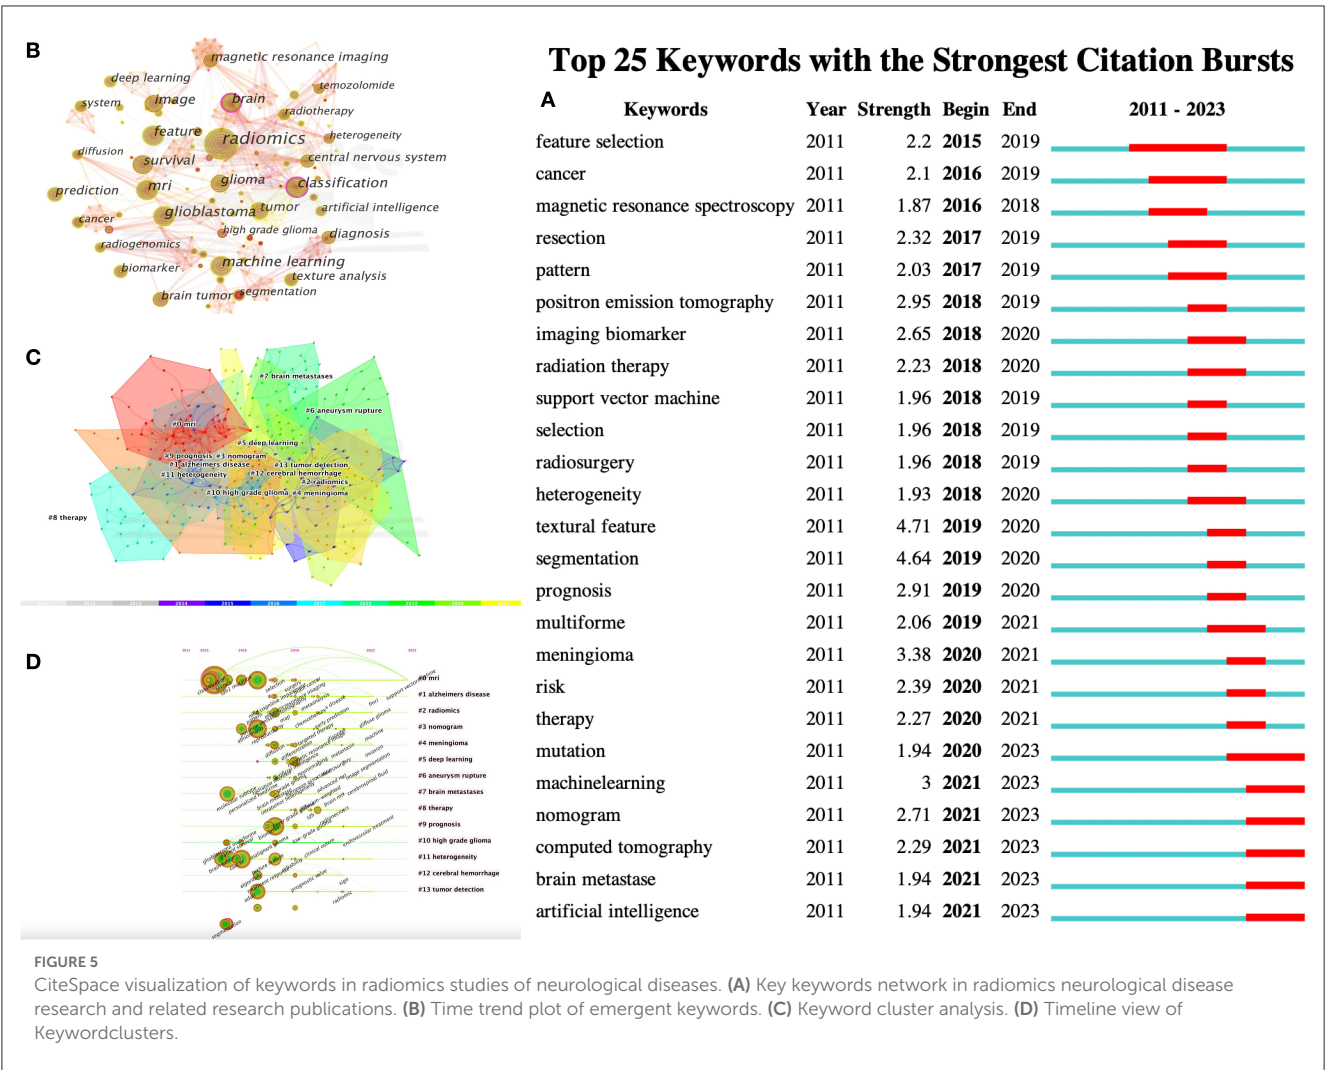 B
magnetic resonance imaging
deep learning
temozolomide
system
image
brain
radiotherapy
feature
radiomics
heterogeneity
diffusion
survival
central nervous system
prediction
mri
glioma
classification
cancer
glioblastoma
tumor
artificial intelligence
high grade glioma
diagnosis
radiogenomics
biomarker
machine learning
texture analysis
brain tumor
segmentation
C
#7 brain metastases
#6 aneurysm rupture
#0 mri
#5 deep learning
#9 prognosis #3 nomogram
#1 alzheimers disease
#13 tumor detection
#11 heterogeneity
#12 cerebral hemorrhage
#2 radiomics
#10 high grade glioma
#4 meningioma
#8 therapy
2014 2015 2016
D
#0 mri
#1 alzheimers disease
#2 radiomics
#3 nomogram
#4 meningioma
#5 deep learning
#6 aneurysm rupture
#7 brain metastases
#8 therapy
#9 prognosis
#10 high grade glioma
#11 heterogeneity
#12 cerebral hemorrhage
#13 tumor detection
Top 25 Keywords with the Strongest Citation Bursts
A
Keywords Year Strength Begin End 2011 - 2023
feature selection 2011 2.2 2015 2019
cancer 2011 2.1 2016 2019
magnetic resonance spectroscopy 2011 1.87 2016 2018
resection 2011 2.32 2017 2019
pattern 2011 2.03 2017 2019
positron emission tomography 2011 2.95 2018 2019
imaging biomarker 2011 2.65 2018 2020
radiation therapy 2011 2.23 2018 2020
support vector machine 2011 1.96 2018 2019
selection 2011 1.96 2018 2019
radiosurgery 2011 1.96 2018 2019
heterogeneity 2011 1.93 2018 2020
textural feature 2011 4.71 2019 2020
segmentation 2011 4.64 2019 2020
prognosis 2011 2.91 2019 2020
multiforme 2011 2.06 2019 2021
meningioma 2011 3.38 2020 2021
risk 2011 2.39 2020 2021
therapy 2011 2.27 2020 2021
mutation 2011 1.94 2020 2023
machinelearning 2011 3 2021 2023
nomogram 2011 2.71 2021 2023
computed tomography 2011 2.29 2021 2023
brain metastase 2011 1.94 2021 2023
artificial intelligence 2011 1.94 2021 2023
FIGURE 5
CiteSpace visualization of keywords in radiomics studies of neurological diseases. (A) Key keywords network in radiomics neurological disease
research and related research publications. (B) Time trend plot of emergent keywords. (C) Keyword cluster analysis. (D) Timeline view of
Keywordclusters.